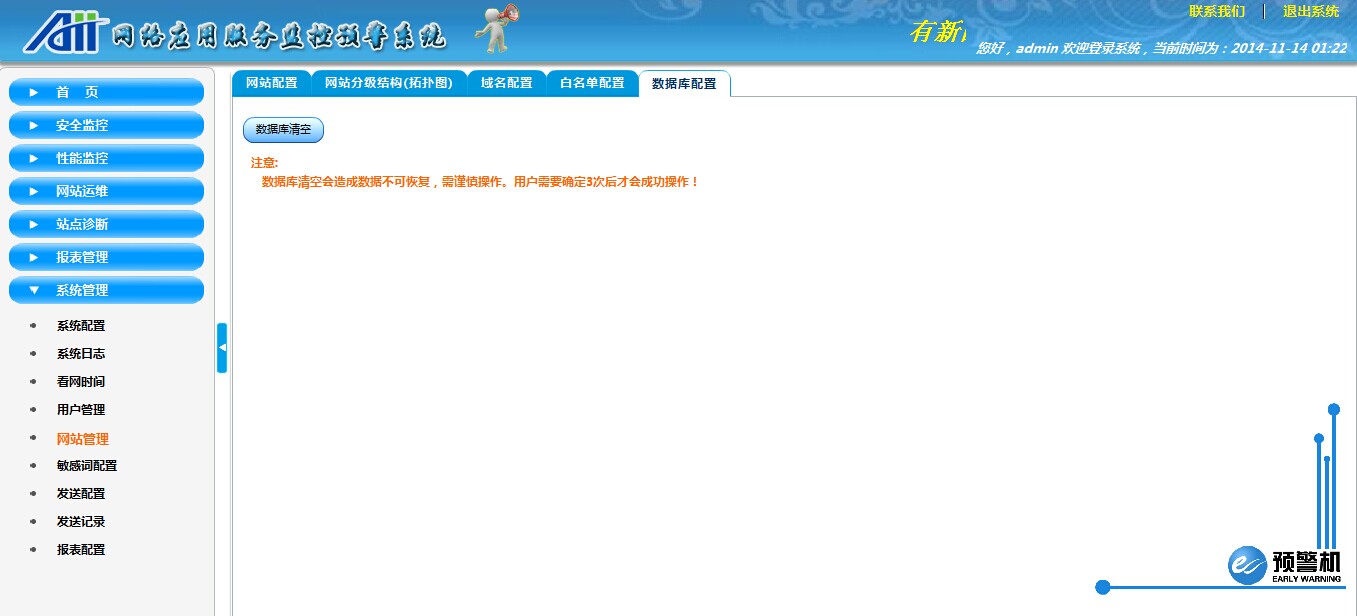 AIT 网络应用服务监控预警系统
联系我们 | 退出系统
有新
您好，admin 欢迎登录系统，当前时间为：2014-11-14 01:22
首 页
安全监控
性能监控
网站运维
站点诊断
报表管理
系统管理
系统配置
系统日志
看网时间
用户管理
网站管理
敏感词配置
发送配置
发送记录
报表配置
网站配置 网站分级结构(拓扑图) 域名配置 白名单配置 数据库配置
数据库清空
注意:
数据库清空会造成数据不可恢复，需谨慎操作。用户需要确定3次后才会成功操作！
预警机
EARLY WARNING